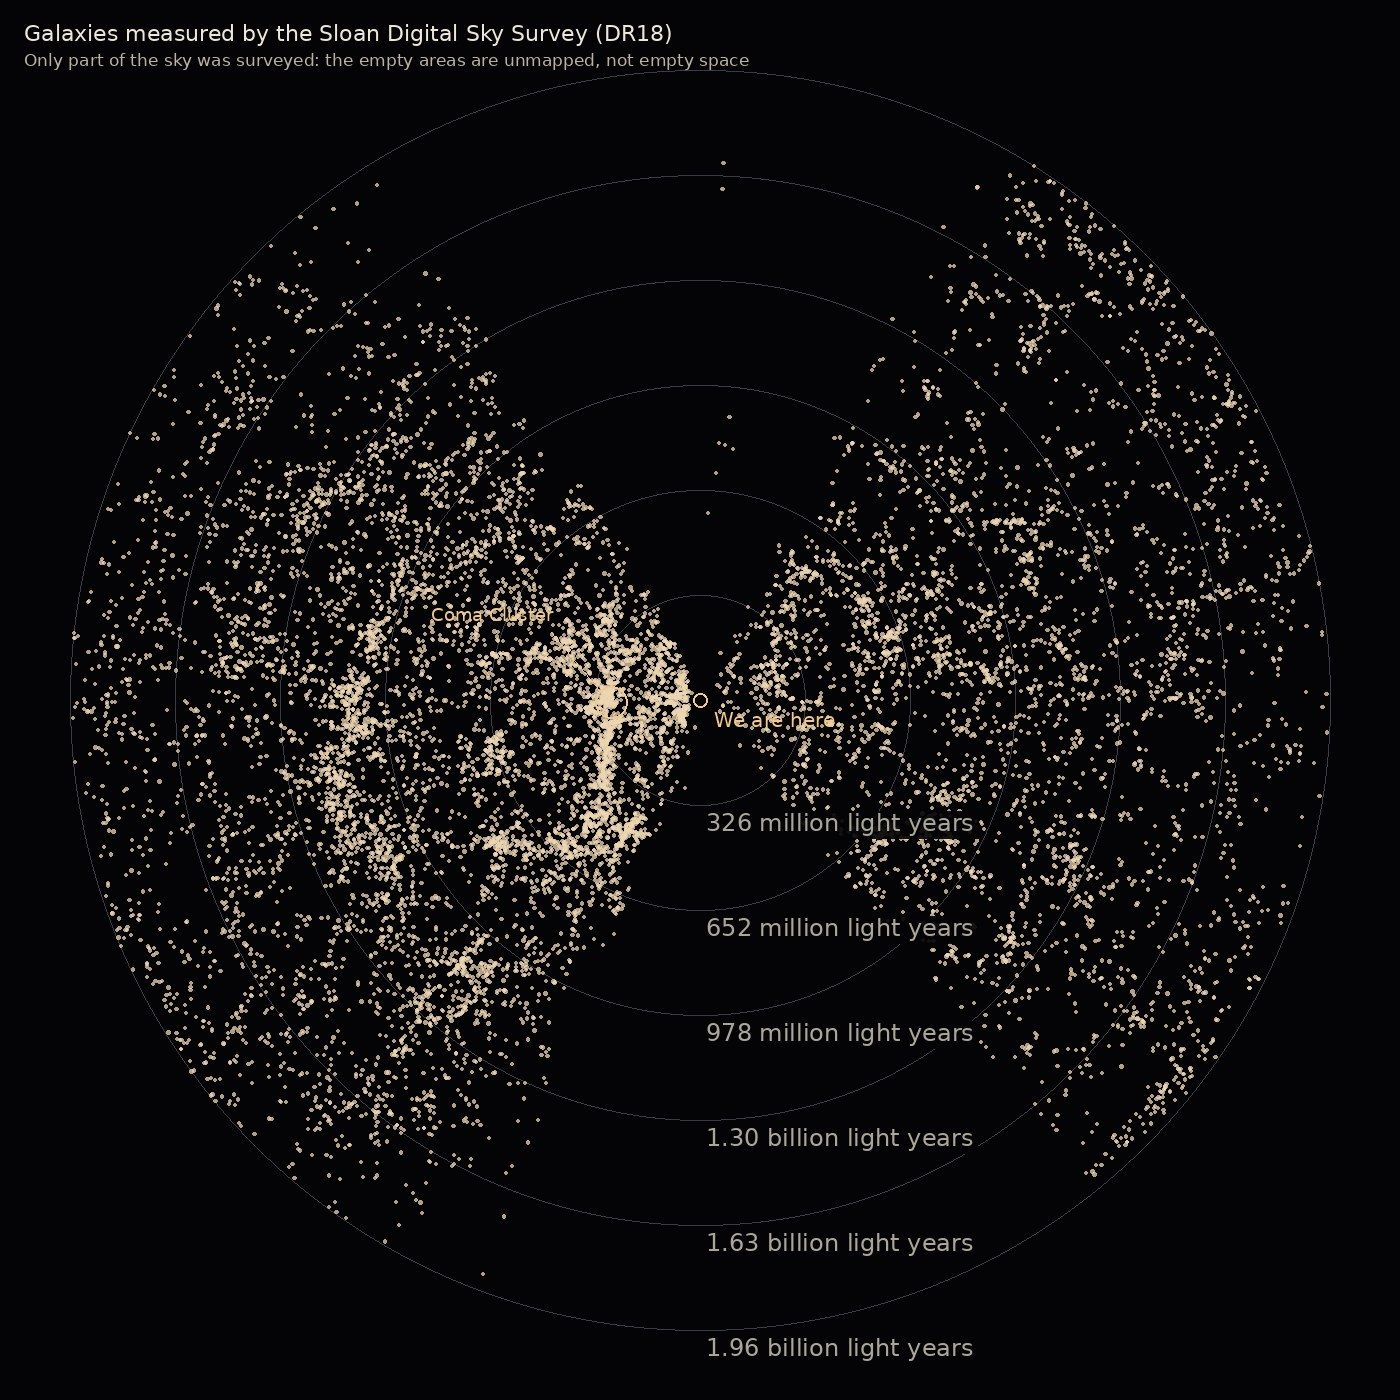 Galaxies measured by the Sloan Digital Sky Survey (DR18)
Only part of the sky was surveyed: the empty areas are unmapped, not empty space
Coma Cluster
We are here
326 million light years
652 million light years
978 million light years
1.30 billion light years
1.63 billion light years
1.96 billion light years